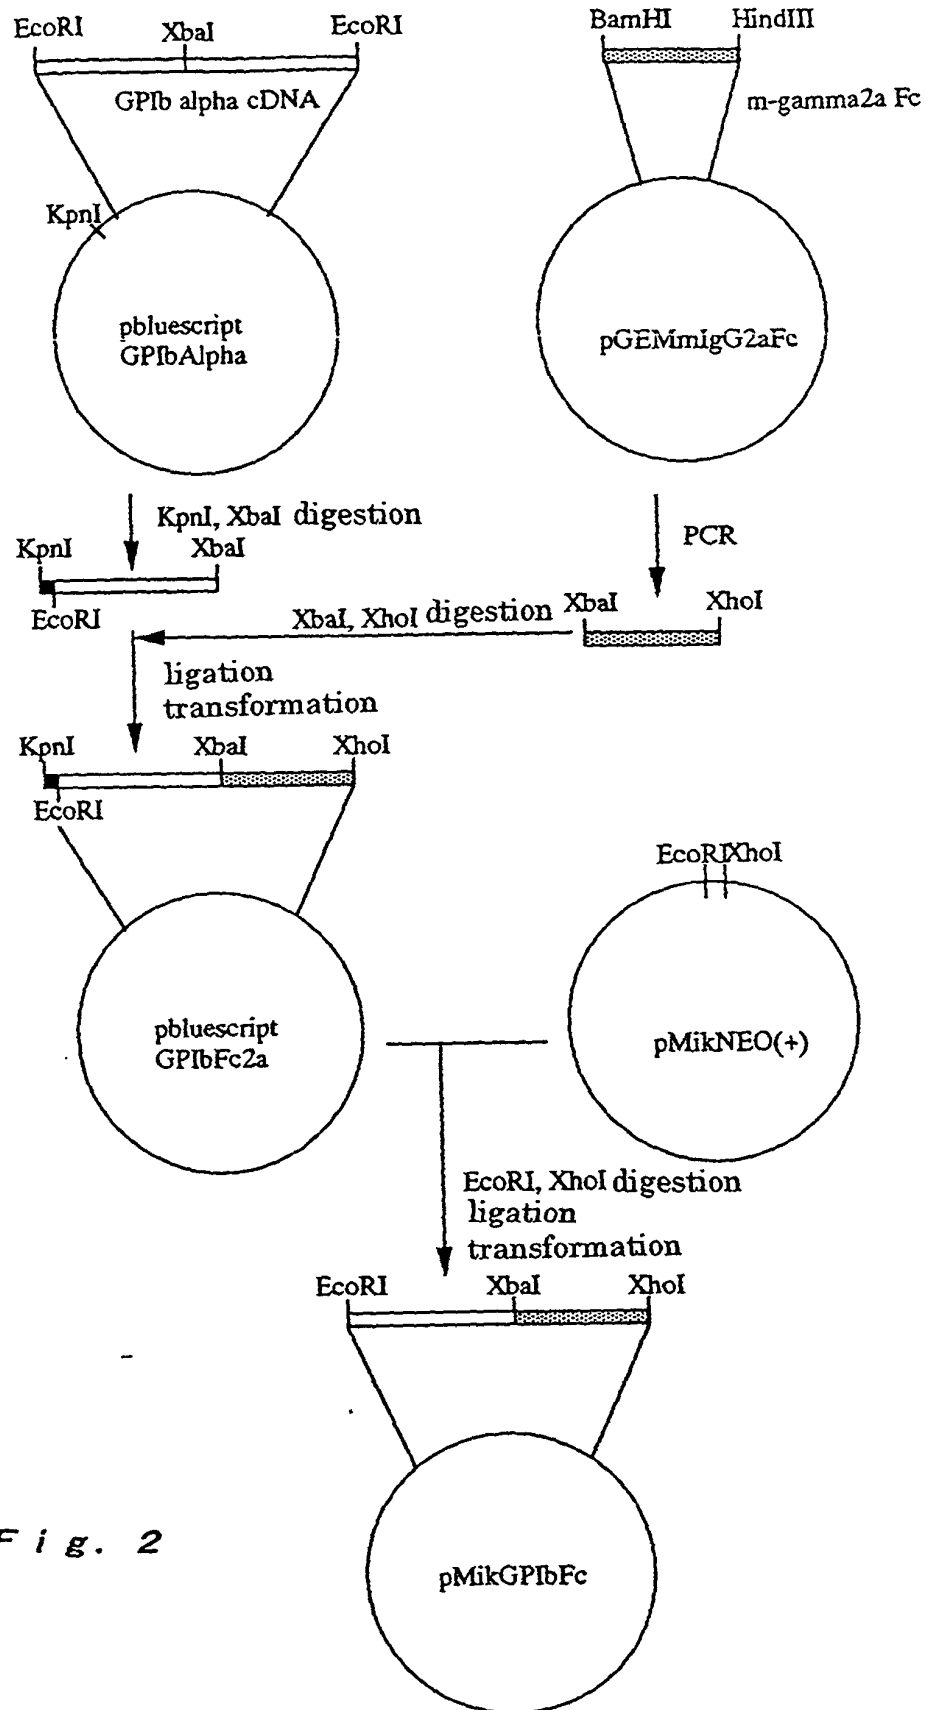 EcoRI XbaI EcoRI
GPIb alpha cDNA
BamHI HindIII
m-gamma2a Fc
KpnI
pbluescript
GPIbAlpha
pGEMmIgG2aFc
KpnI, XbaI digestion
PCR
KpnI XbaI
EcoRI
XbaI XhoI
XbaI, XhoI digestion
ligation
transformation
KpnI XbaI XhoI
EcoRI
EcoRI XhoI
pbluescript
GPIbFc2a
pMikNEO(+)
EcoRI, XhoI digestion
ligation
transformation
EcoRI XbaI XhoI
pMikGPIbFc
Fig. 2